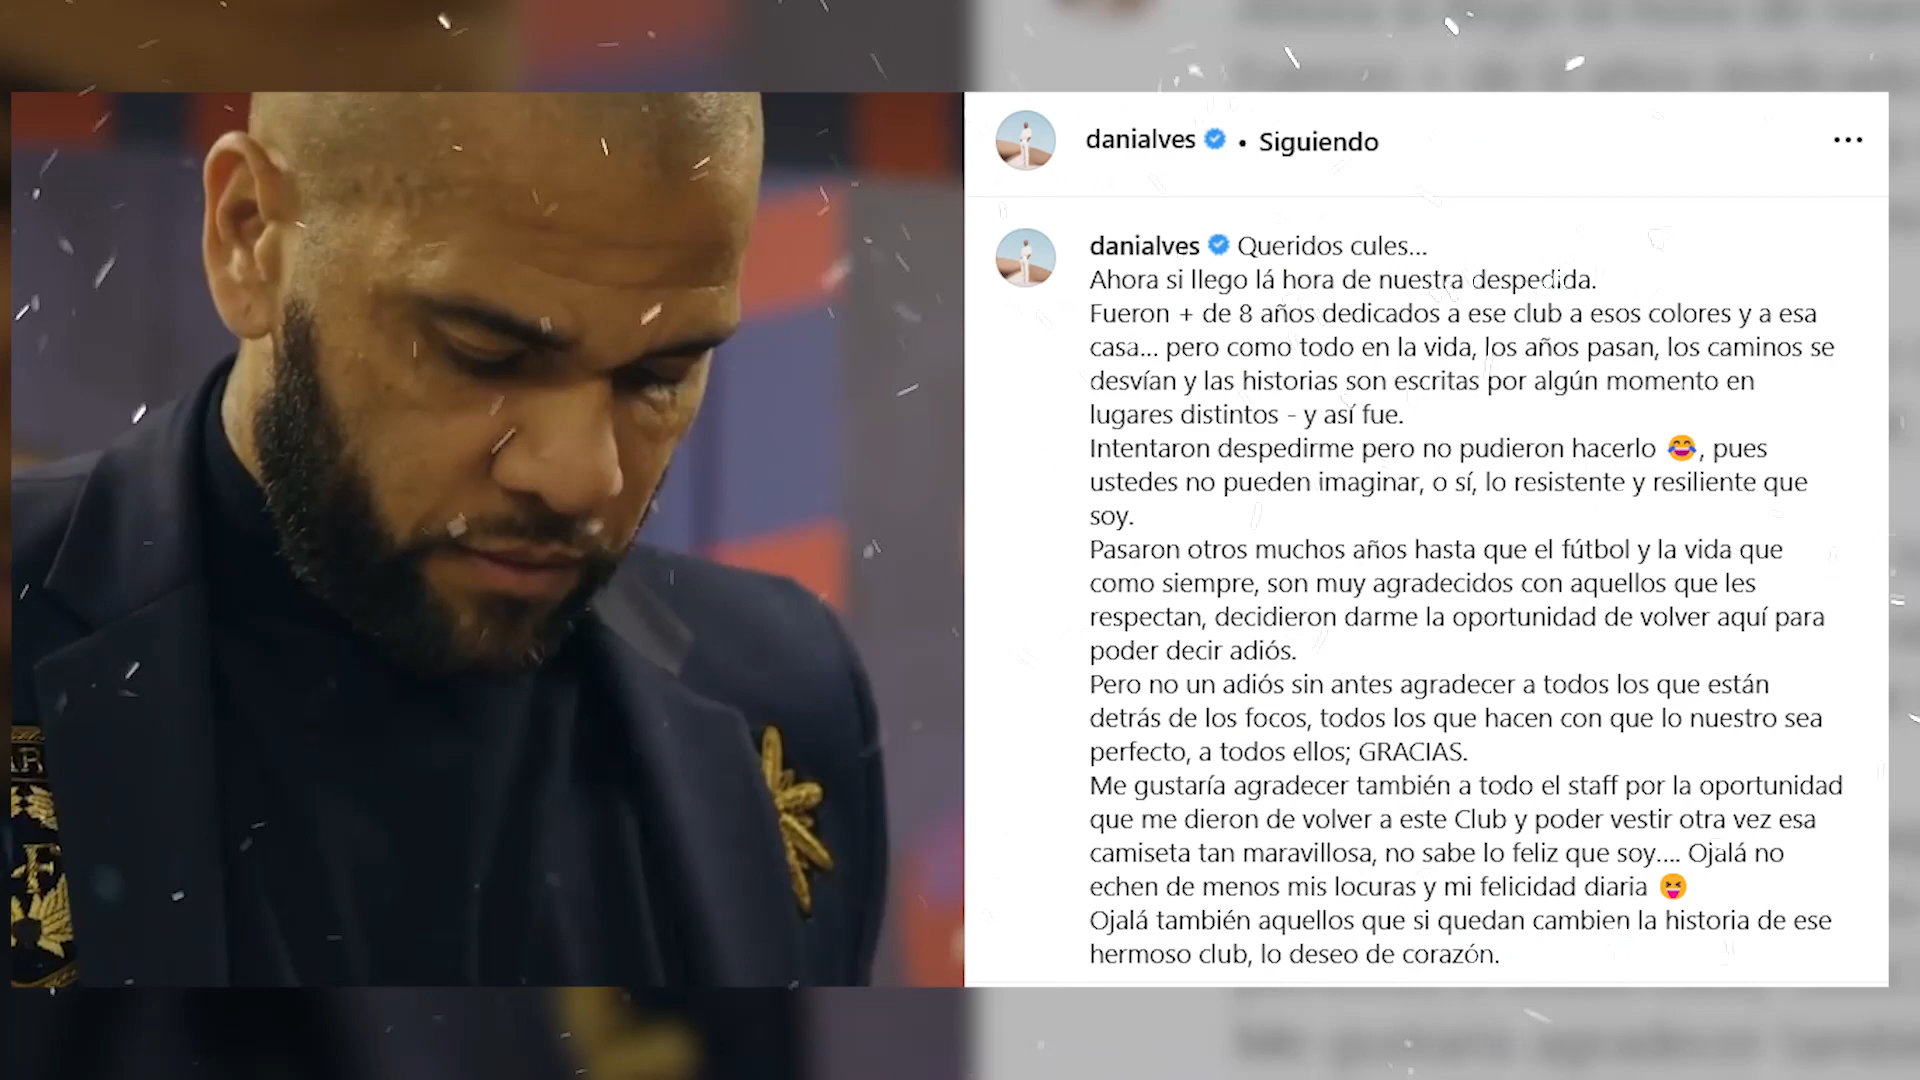 danialves • Siguiendo
danialves Queridos cules...
Ahora si llego lá hora de nuestra despedida.
Fueron + de 8 años dedicados a ese club a esos colores y a esa
casa... pero como todo en la vida, los años pasan, los caminos se
desvían y las historias son escritas por algún momento en
lugares distintos - y así fue.
Intentaron despedirme pero no pudieron hacerlo 😂, pues
ustedes no pueden imaginar, o sí, lo resistente y resiliente que
soy.
Pasaron otros muchos años hasta que el fútbol y la vida que
como siempre, son muy agradecidos con aquellos que les
respectan, decidieron darme la oportunidad de volver aquí para
poder decir adiós.
Pero no un adiós sin antes agradecer a todos los que están
detrás de los focos, todos los que hacen con que lo nuestro sea
perfecto, a todos ellos; GRACIAS.
Me gustaría agradecer también a todo el staff por la oportunidad
que me dieron de volver a este Club y poder vestir otra vez esa
camiseta tan maravillosa, no sabe lo feliz que soy.... Ojalá no
echen de menos mis locuras y mi felicidad diaria 😝
Ojalá también aquellos que si quedan cambien la historia de ese
hermoso club, lo deseo de corazón.